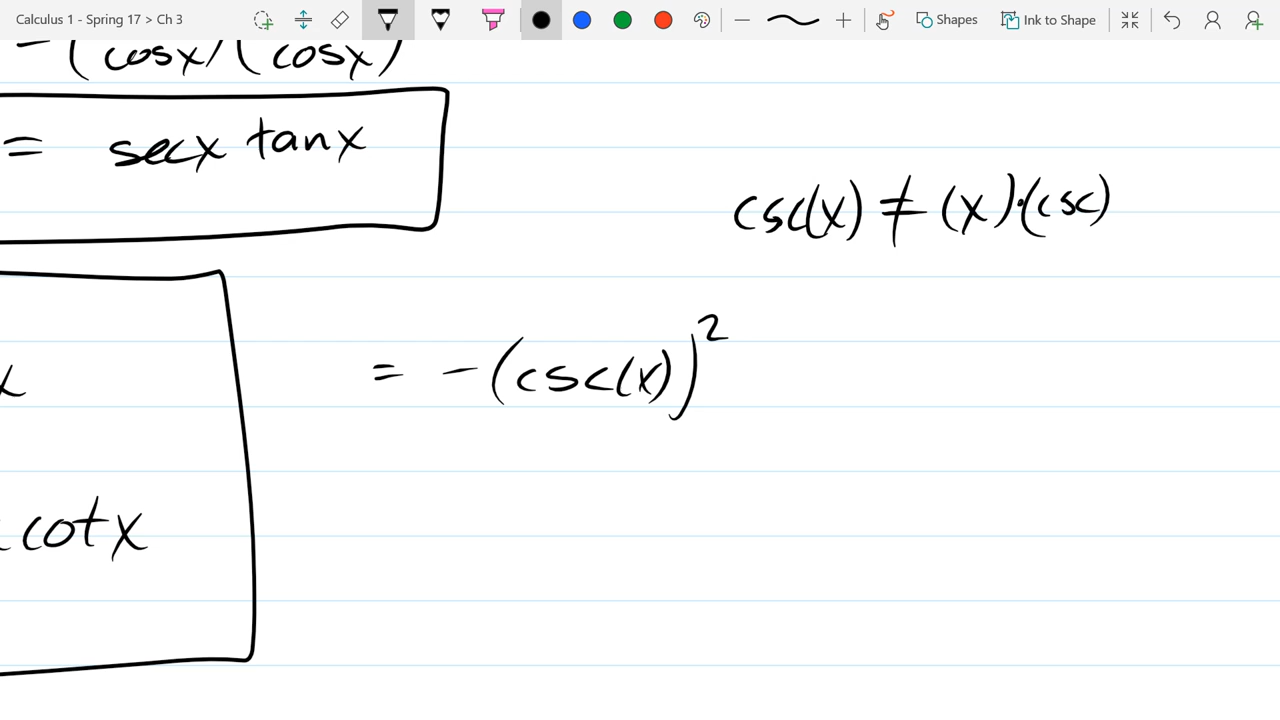 Calculus 1 - Spring 17 > Ch 3
Shapes
Ink to Shape
- (cosx)(cosx)
= secx tanx
csc(x) ≠ (x)·(csc)
= -(csc(x))²
x
cotx